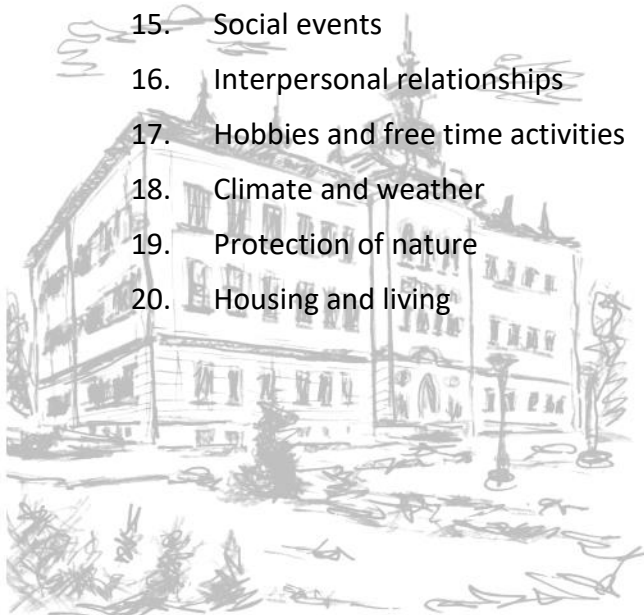 15. Social events
16. Interpersonal relationships
17. Hobbies and free time activities
18. Climate and weather
19. Protection of nature
20. Housing and living